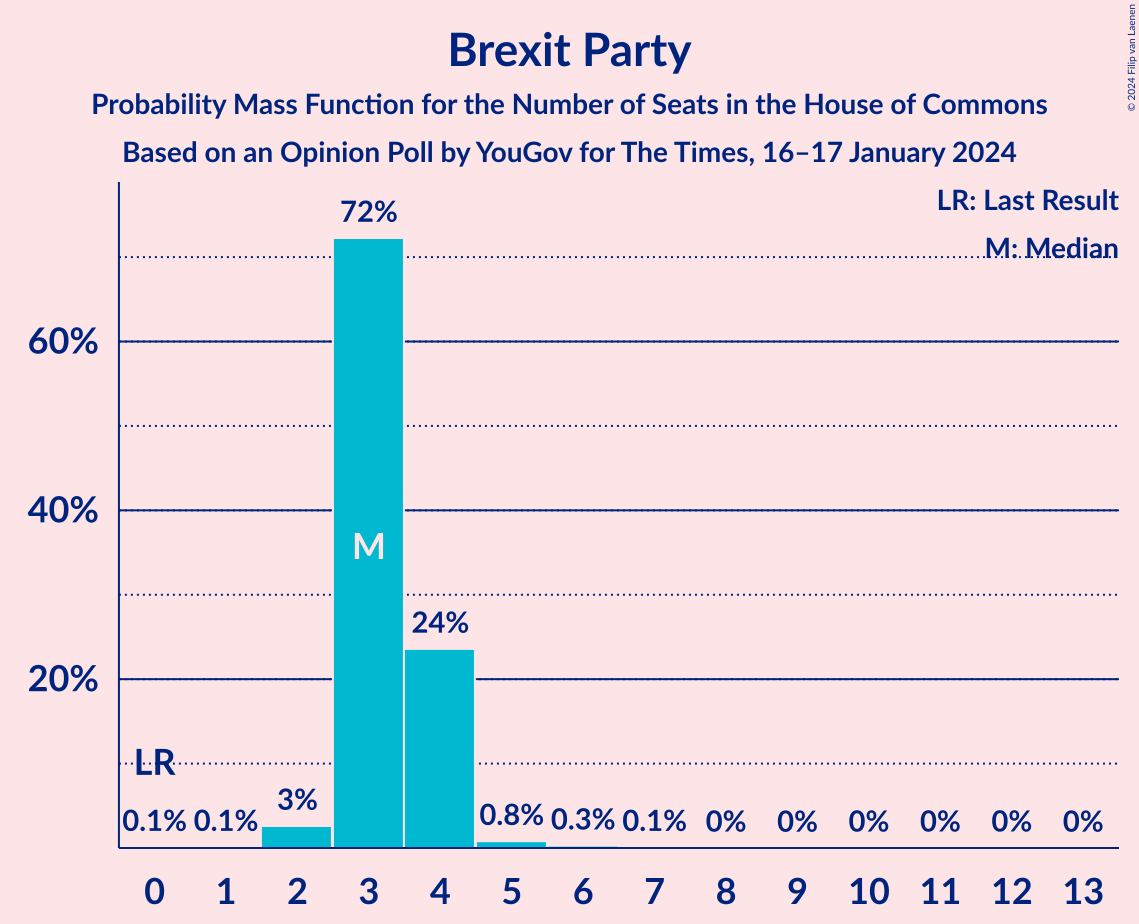 Brexit Party
Probability Mass Function for the Number of Seats in the House of Commons
Based on an Opinion Poll by YouGov for The Times, 16–17 January 2024
© 2024 Filip van Laenen
LR: Last Result
M: Median
72%
60%
40%
M
24%
20%
LR
0.1% 0.1% 3% 0.8% 0.3% 0.1% 0% 0% 0% 0% 0% 0%
0 1 2 3 4 5 6 7 8 9 10 11 12 13